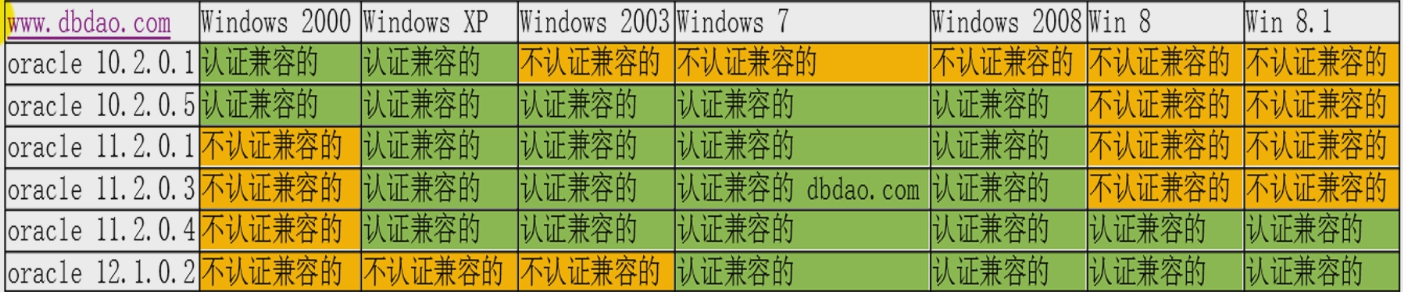 www.dbdao.com Windows 2000 Windows XP Windows 2003 Windows 7 Windows 2008 Win 8 Win 8.1
oracle 10.2.0.1 认证兼容的 认证兼容的 不认证兼容的 不认证兼容的 不认证兼容的 不认证兼容的 不认证兼容的
oracle 10.2.0.5 认证兼容的 认证兼容的 认证兼容的 认证兼容的 认证兼容的 不认证兼容的 不认证兼容的
oracle 11.2.0.1 不认证兼容的 认证兼容的 认证兼容的 认证兼容的 认证兼容的 不认证兼容的 不认证兼容的
oracle 11.2.0.3 不认证兼容的 认证兼容的 认证兼容的 认证兼容的 dbdao.com 认证兼容的 不认证兼容的 不认证兼容的
oracle 11.2.0.4 不认证兼容的 认证兼容的 认证兼容的 认证兼容的 认证兼容的 认证兼容的 认证兼容的
oracle 12.1.0.2 不认证兼容的 不认证兼容的 不认证兼容的 认证兼容的 认证兼容的 认证兼容的 认证兼容的